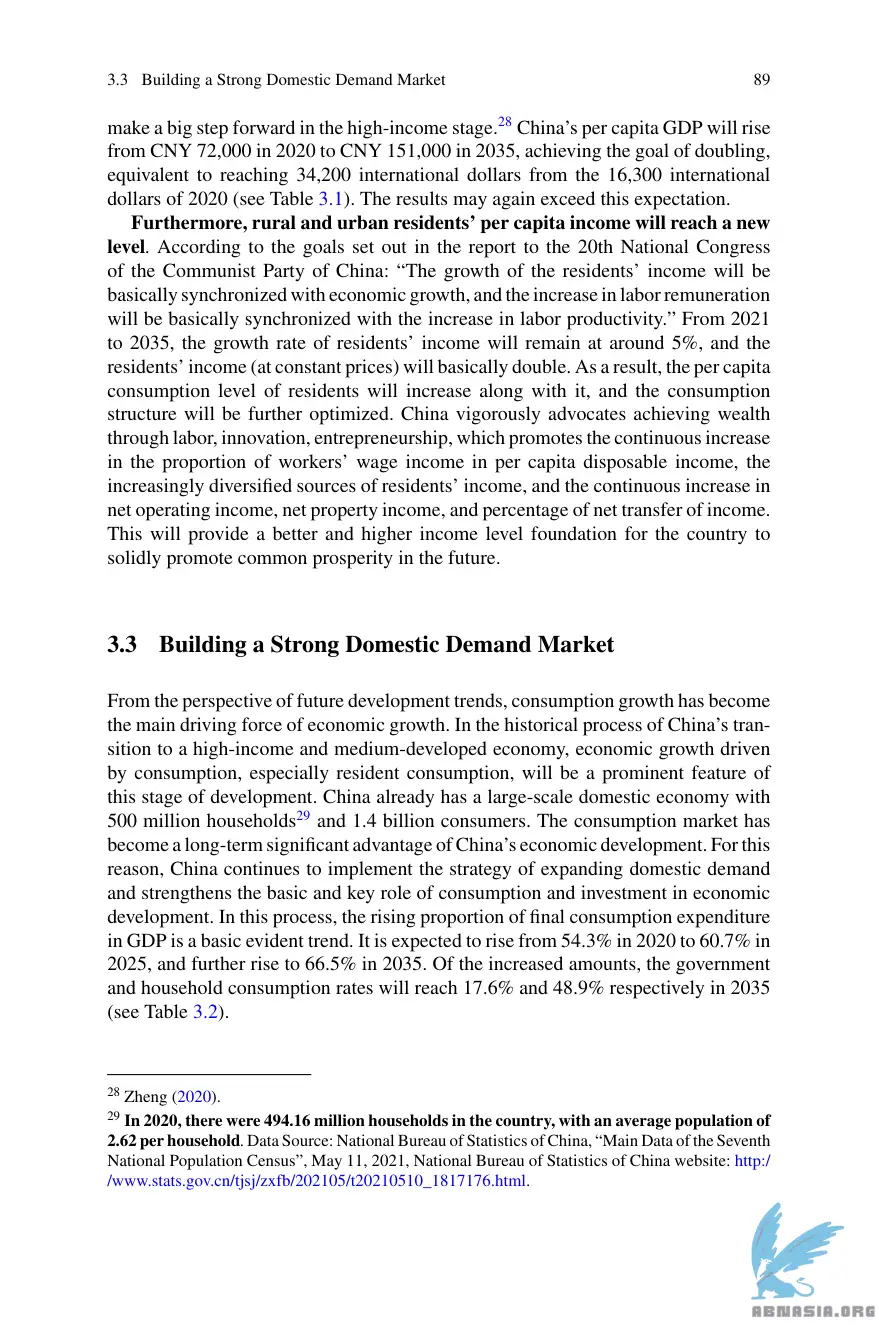 3.3 Building a Strong Domestic Demand Market 89
make a big step forward in the high-income stage.28 China’s per capita GDP will rise
from CNY 72,000 in 2020 to CNY 151,000 in 2035, achieving the goal of doubling,
equivalent to reaching 34,200 international dollars from the 16,300 international
dollars of 2020 (see Table 3.1). The results may again exceed this expectation.
Furthermore, rural and urban residents’ per capita income will reach a new
level. According to the goals set out in the report to the 20th National Congress
of the Communist Party of China: “The growth of the residents’ income will be
basically synchronized with economic growth, and the increase in labor remuneration
will be basically synchronized with the increase in labor productivity.” From 2021
to 2035, the growth rate of residents’ income will remain at around 5%, and the
residents’ income (at constant prices) will basically double. As a result, the per capita
consumption level of residents will increase along with it, and the consumption
structure will be further optimized. China vigorously advocates achieving wealth
through labor, innovation, entrepreneurship, which promotes the continuous increase
in the proportion of workers’ wage income in per capita disposable income, the
increasingly diversified sources of residents’ income, and the continuous increase in
net operating income, net property income, and percentage of net transfer of income.
This will provide a better and higher income level foundation for the country to
solidly promote common prosperity in the future.
3.3 Building a Strong Domestic Demand Market
From the perspective of future development trends, consumption growth has become
the main driving force of economic growth. In the historical process of China’s tran-
sition to a high-income and medium-developed economy, economic growth driven
by consumption, especially resident consumption, will be a prominent feature of
this stage of development. China already has a large-scale domestic economy with
500 million households29 and 1.4 billion consumers. The consumption market has
become a long-term significant advantage of China’s economic development. For this
reason, China continues to implement the strategy of expanding domestic demand
and strengthens the basic and key role of consumption and investment in economic
development. In this process, the rising proportion of final consumption expenditure
in GDP is a basic evident trend. It is expected to rise from 54.3% in 2020 to 60.7% in
2025, and further rise to 66.5% in 2035. Of the increased amounts, the government
and household consumption rates will reach 17.6% and 48.9% respectively in 2035
(see Table 3.2).
28 Zheng (2020).
29 In 2020, there were 494.16 million households in the country, with an average population of
2.62 per household. Data Source: National Bureau of Statistics of China, “Main Data of the Seventh
National Population Census”, May 11, 2021, National Bureau of Statistics of China website: http:/
/www.stats.gov.cn/tjsj/zxfb/202105/t20210510_1817176.html.
ABNASIA.ORG